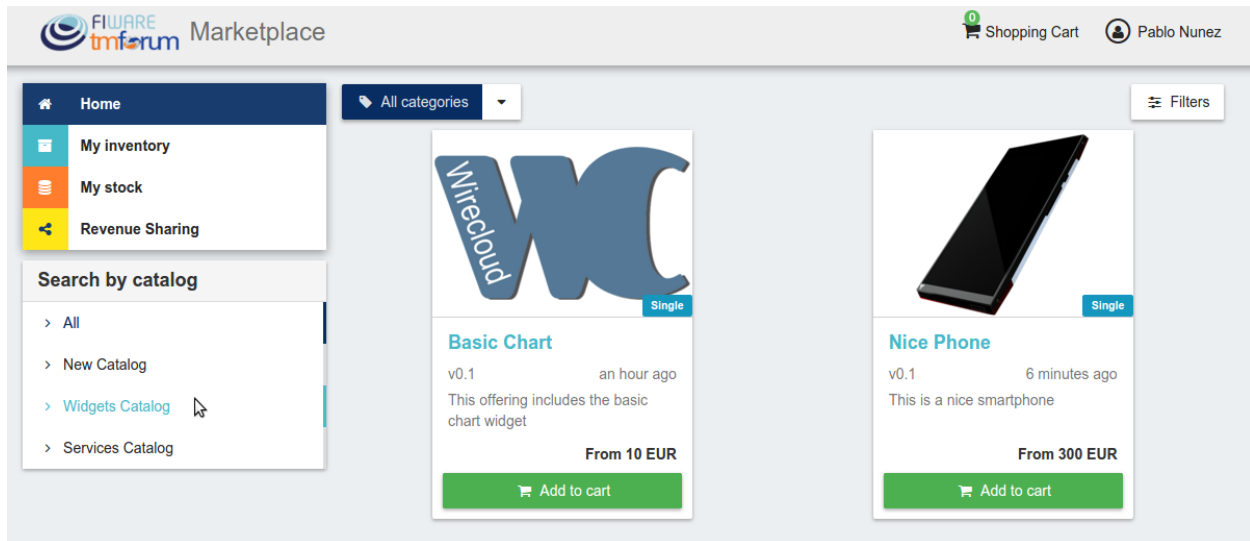 FIWARE
tmforum
Marketplace
0
Shopping Cart
Pablo Nunez
Home
My inventory
My stock
Revenue Sharing
Search by catalog
All
New Catalog
Widgets Catalog
Services Catalog
All categories
Filters
Wirecloud
WC
Single
Basic Chart
v0.1 an hour ago
This offering includes the basic
chart widget
From 10 EUR
Add to cart
Single
Nice Phone
v0.1 6 minutes ago
This is a nice smartphone
From 300 EUR
Add to cart